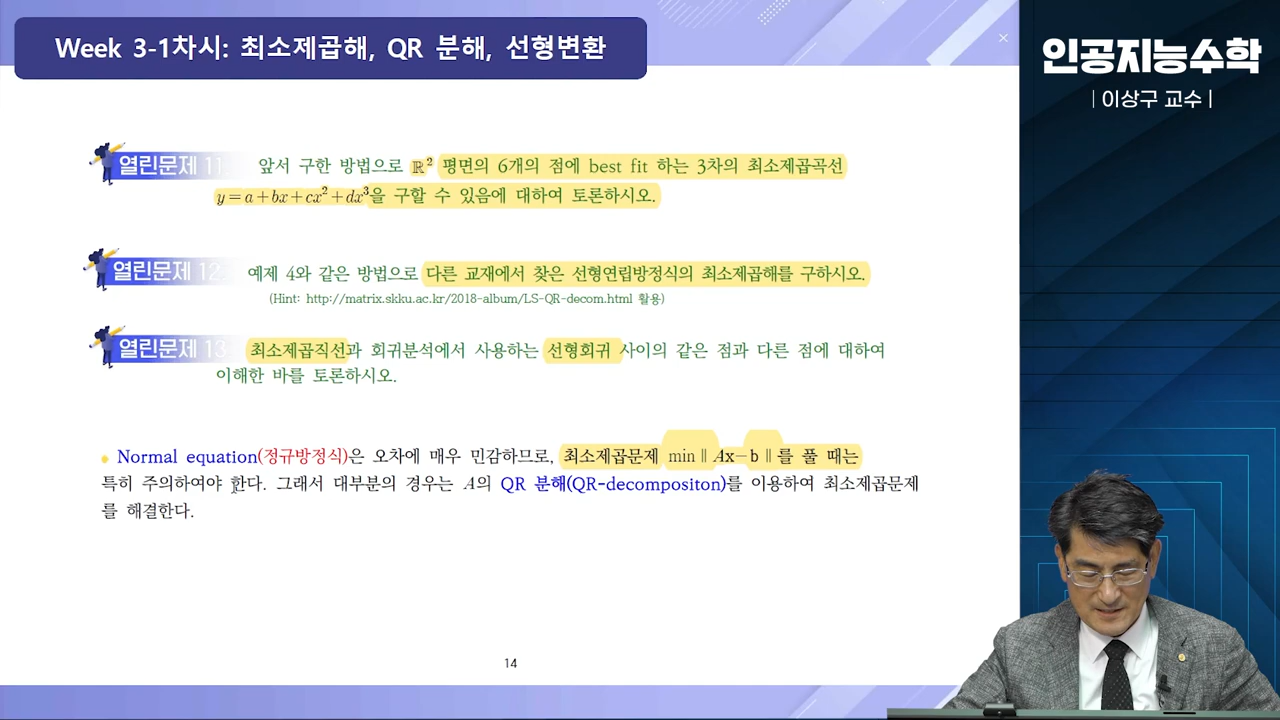 Week 3-1차시: 최소제곱해, QR 분해, 선형변환
인공지능수학
| 이상구 교수 |
열린문제 11 앞서 구한 방법으로 ℝ² 평면의 6개의 점에 best fit 하는 3차의 최소제곱곡선
y = a + bx + cx² + dx³을 구할 수 있음에 대하여 토론하시오.
열린문제 12 예제 4와 같은 방법으로 다른 교재에서 찾은 선형연립방정식의 최소제곱해를 구하시오.
(Hint: http://matrix.skku.ac.kr/2018-album/LS-QR-decom.html 활용)
열린문제 13 최소제곱직선과 회귀분석에서 사용하는 선형회귀 사이의 같은 점과 다른 점에 대하여
이해한 바를 토론하시오.
• Normal equation(정규방정식)은 오차에 매우 민감하므로, 최소제곱문제 min ‖ Ax − b ‖ 를 풀 때는
특히 주의하여야 한다. 그래서 대부분의 경우는 A의 QR 분해(QR-decompositon)를 이용하여 최소제곱문제
를 해결한다.
14